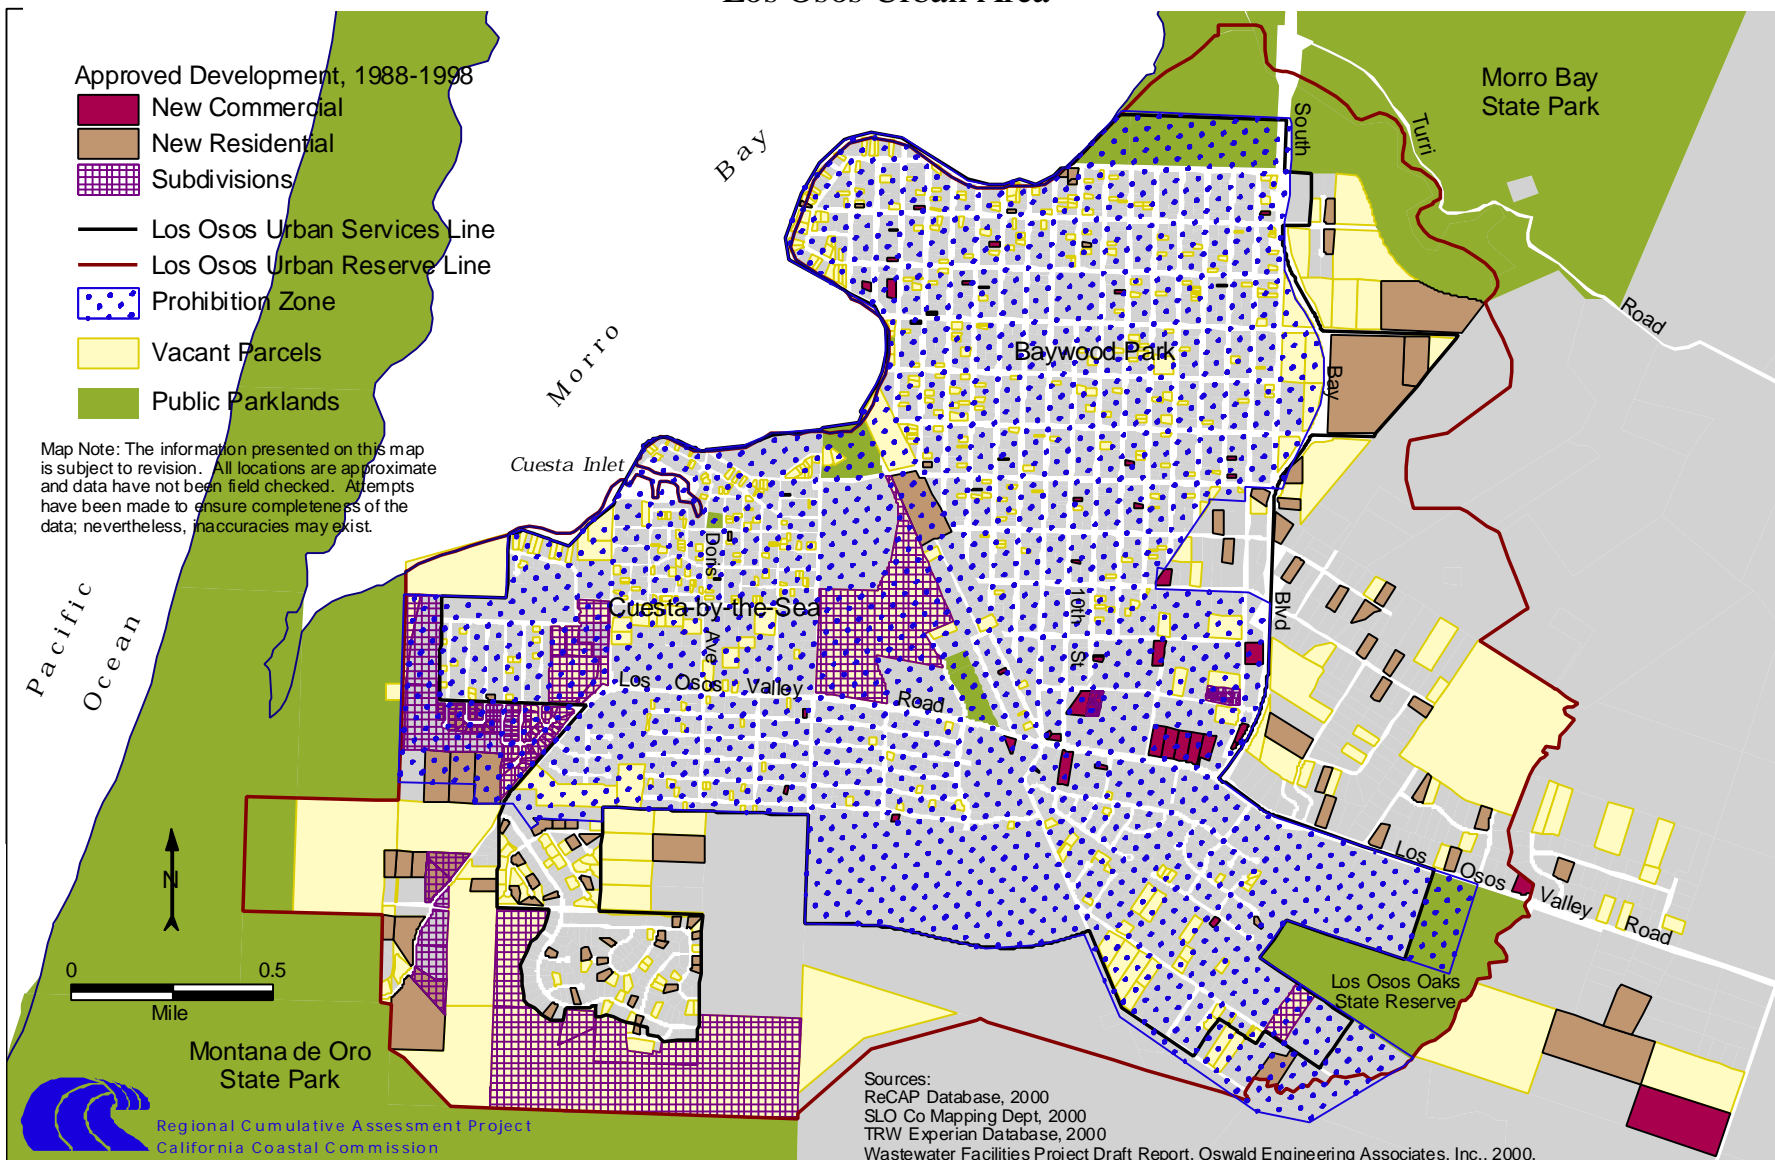 Los Osos Urban Area
Approved Development, 1988-1998
New Commercial
New Residential
Subdivisions
Los Osos Urban Services Line
Los Osos Urban Reserve Line
Prohibition Zone
Vacant Parcels
Public Parklands
Map Note: The information presented on this map
is subject to revision. All locations are approximate
and data have not been field checked. Attempts
have been made to ensure completeness of the
data; nevertheless, inaccuracies may exist.
Morro Bay
Cuesta Inlet
Pacific
Ocean
Morro Bay
State Park
South
Bay
Blvd
Turri
Road
Baywood Park
Cuesta-by-the-Sea
Doris
Ave
10th
St
Los Osos Valley Road
Los Osos Valley Road
Los Osos Oaks
State Reserve
Montana de Oro
State Park
N
0 0.5
Mile
Regional Cumulative Assessment Project
California Coastal Commission
Sources:
ReCAP Database, 2000
SLO Co Mapping Dept, 2000
TRW Experian Database, 2000
Wastewater Facilities Project Draft Report, Oswald Engineering Associates, Inc., 2000.